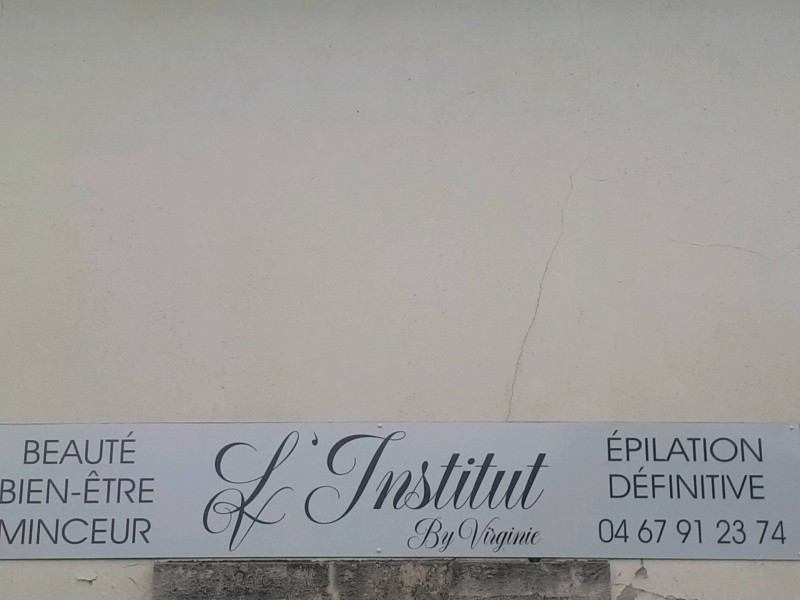 BEAUTÉ
BIEN-ÊTRE
MINCEUR
L'Institut
By Virginie
ÉPILATION
DÉFINITIVE
04 67 91 23 74